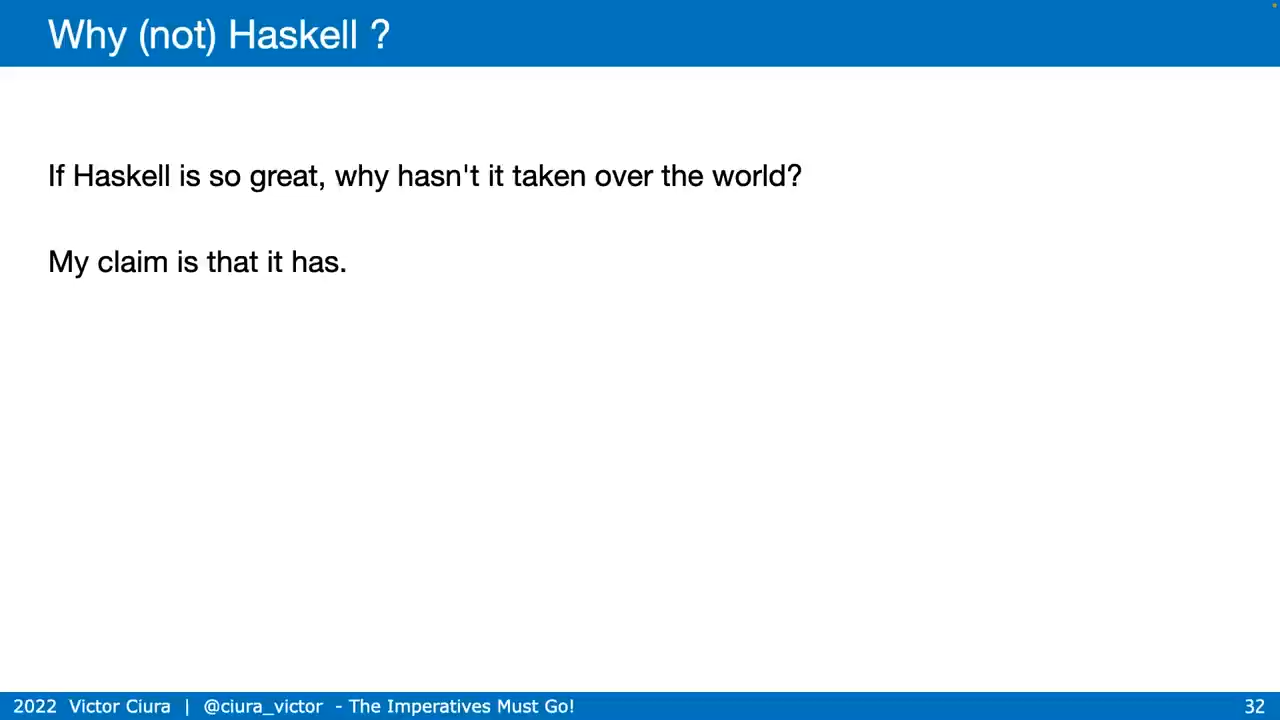 Why (not) Haskell ?
If Haskell is so great, why hasn't it taken over the world?
My claim is that it has.
2022 Victor Ciura | @ciura_victor - The Imperatives Must Go! 32